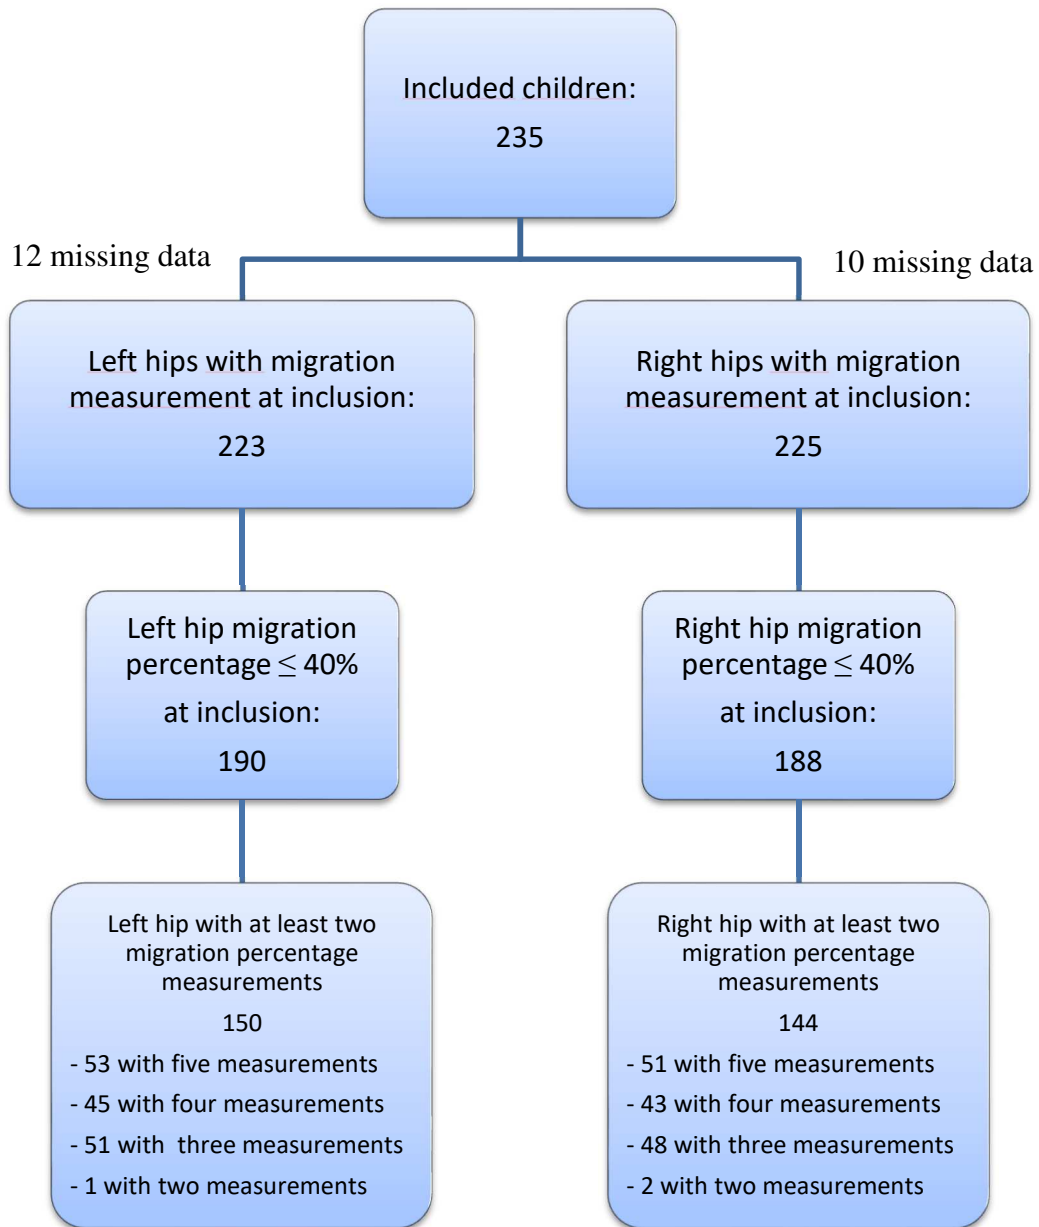 Included children:
235
12 missing data
10 missing data
Left hips with migration
measurement at inclusion:
223
Right hips with migration
measurement at inclusion:
225
Left hip migration
percentage ≤ 40%
at inclusion:
190
Right hip migration
percentage ≤ 40%
at inclusion:
188
Left hip with at least two
migration percentage
measurements
150
- 53 with five measurements
- 45 with four measurements
- 51 with  three measurements
- 1 with two measurements
Right hip with at least two
migration percentage
measurements
144
- 51 with five measurements
- 43 with four measurements
- 48 with three measurements
- 2 with two measurements